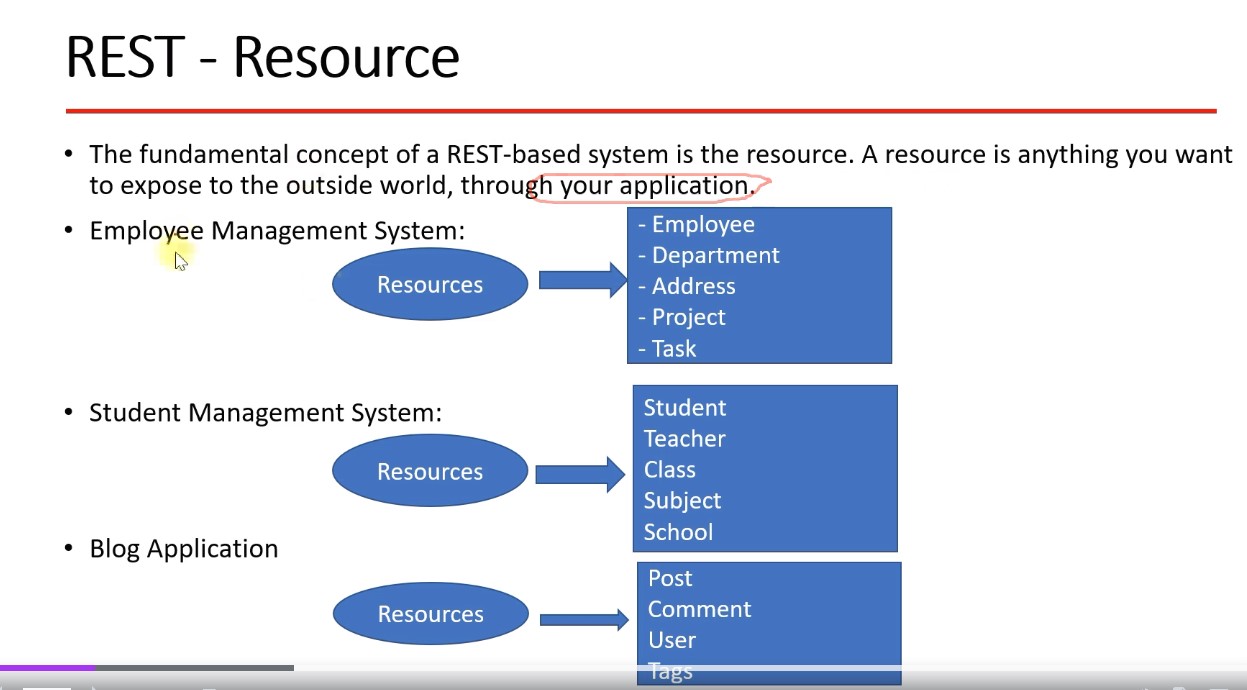 REST - Resource
• The fundamental concept of a REST-based system is the resource. A resource is anything you want
to expose to the outside world, through your application.
• Employee Management System:
Resources
- Employee
- Department
- Address
- Project
- Task
• Student Management System:
Resources
Student
Teacher
Class
Subject
School
• Blog Application
Resources
Post
Comment
User
Tags